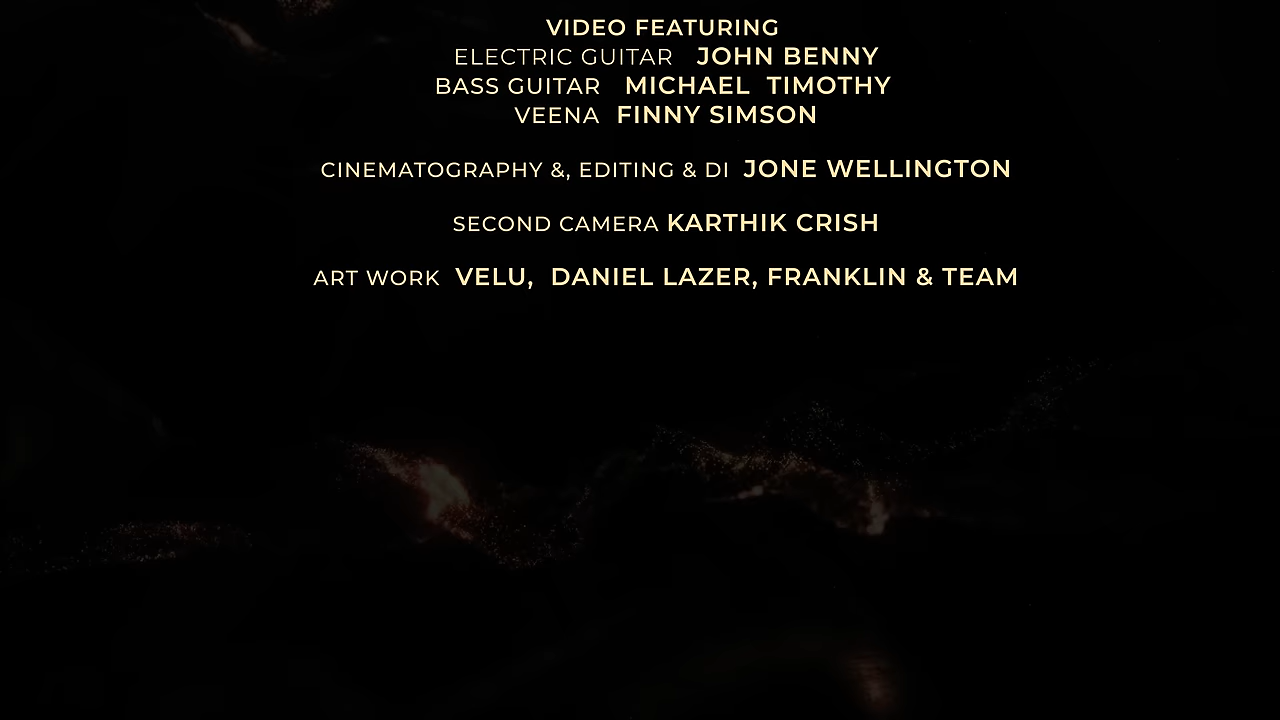 VIDEO FEATURING
ELECTRIC GUITAR JOHN BENNY
BASS GUITAR MICHAEL TIMOTHY
VEENA FINNY SIMSON
CINEMATOGRAPHY &, EDITING & DI JONE WELLINGTON
SECOND CAMERA KARTHIK CRISH
ART WORK VELU, DANIEL LAZER, FRANKLIN & TEAM